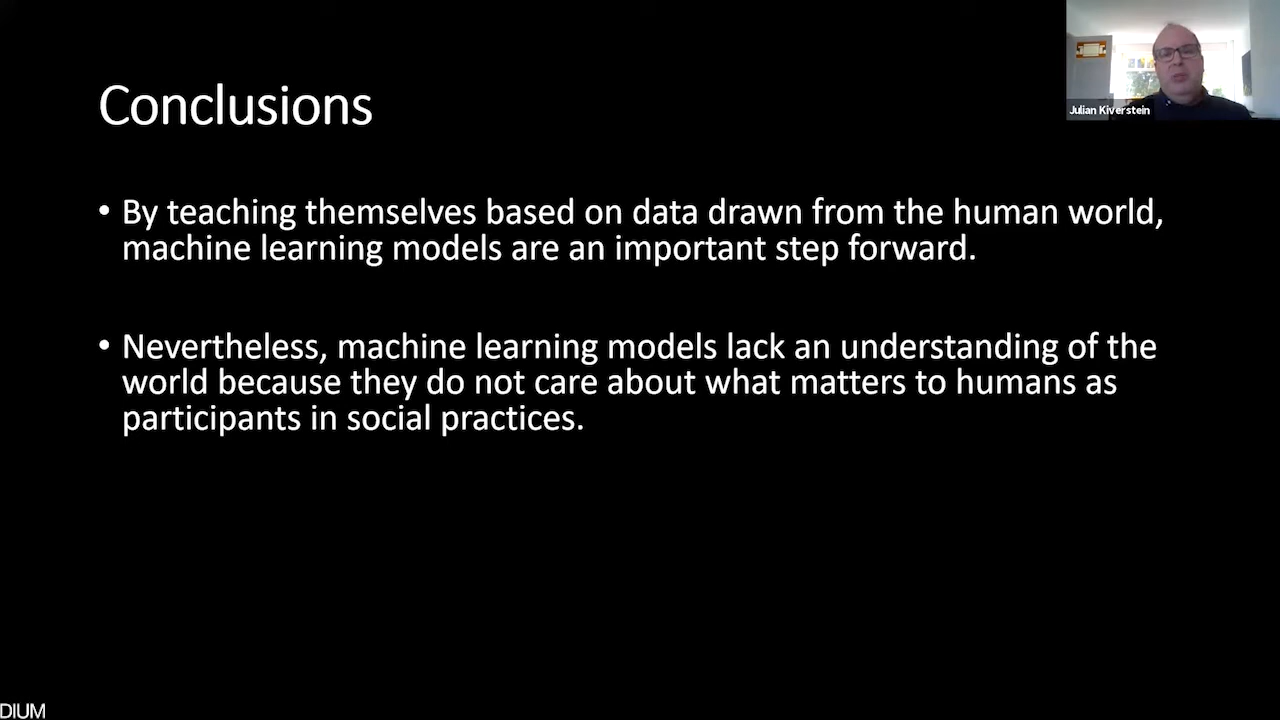 Conclusions
Julian Kiverstein
• By teaching themselves based on data drawn from the human world,
machine learning models are an important step forward.
• Nevertheless, machine learning models lack an understanding of the
world because they do not care about what matters to humans as
participants in social practices.
DIUM